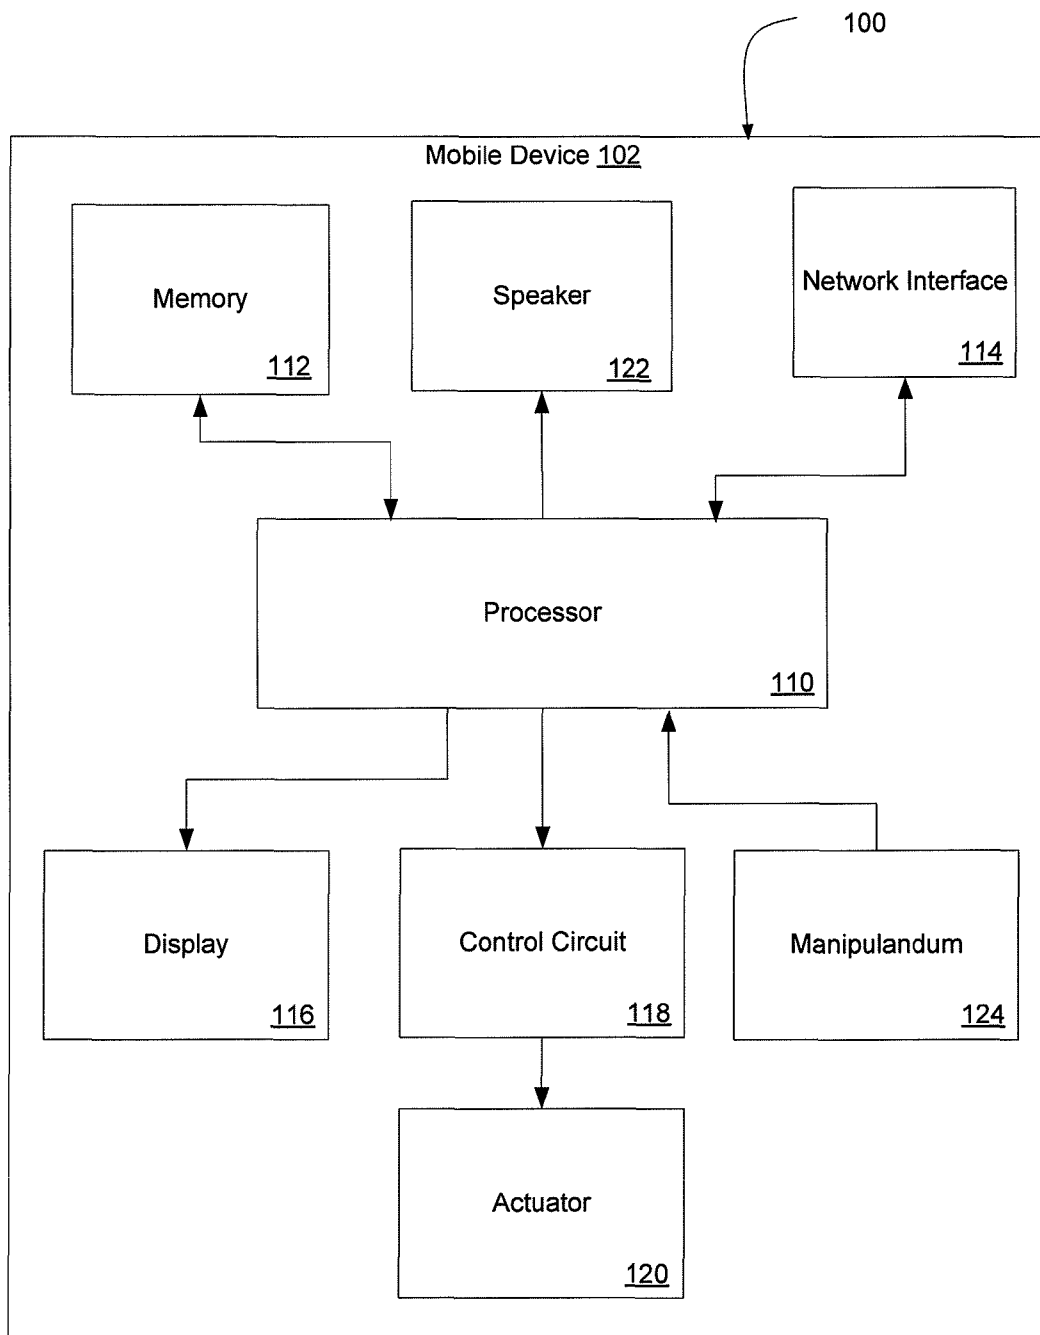 100
Mobile Device 102
Memory
112
Speaker
122
Network Interface
114
Processor
110
Display
116
Control Circuit
118
Manipulandum
124
Actuator
120